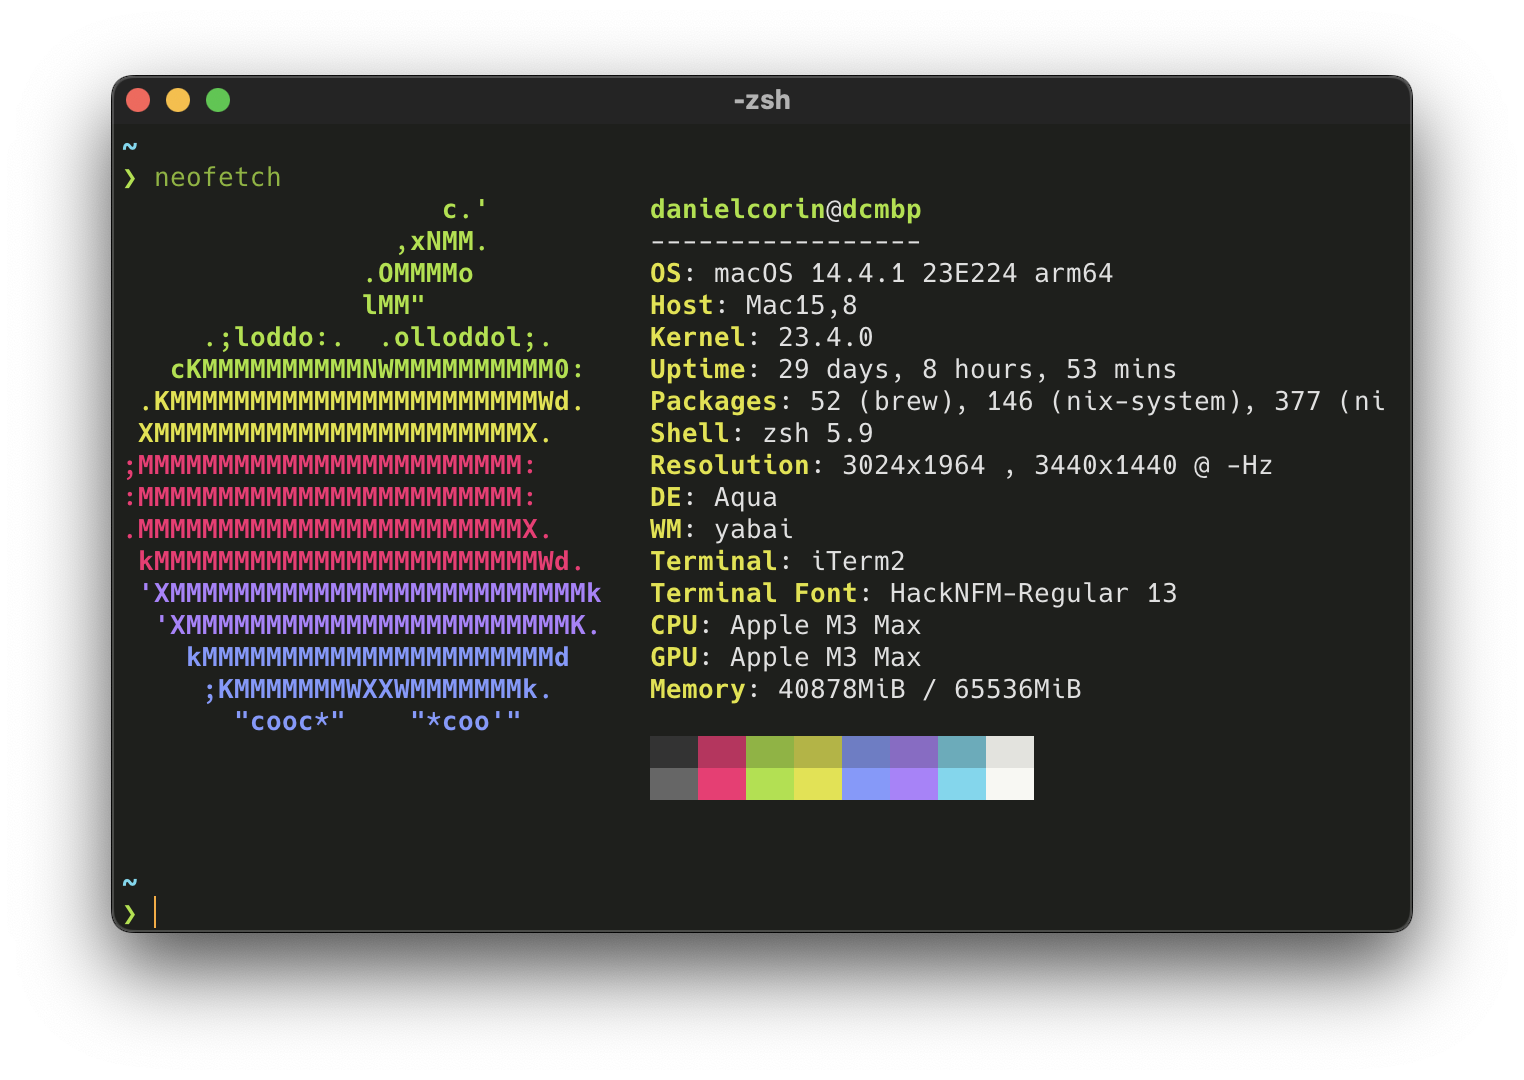 -zsh
~
❯ neofetch
c.' danielcorin@dcmbp
,xNMM. -----------------
.OMMMMo OS: macOS 14.4.1 23E224 arm64
lMM" Host: Mac15,8
.;loddo:. .olloddol;. Kernel: 23.4.0
cKMMMMMMMMMMNWMMMMMMMMMM0: Uptime: 29 days, 8 hours, 53 mins
.KMMMMMMMMMMMMMMMMMMMMMMMWd. Packages: 52 (brew), 146 (nix-system), 377 (ni
XMMMMMMMMMMMMMMMMMMMMMMMX. Shell: zsh 5.9
;MMMMMMMMMMMMMMMMMMMMMMMM: Resolution: 3024x1964 , 3440x1440 @ -Hz
:MMMMMMMMMMMMMMMMMMMMMMMM: DE: Aqua
.MMMMMMMMMMMMMMMMMMMMMMMMX. WM: yabai
kMMMMMMMMMMMMMMMMMMMMMMMMWd. Terminal: iTerm2
'XMMMMMMMMMMMMMMMMMMMMMMMMMMk Terminal Font: HackNFM-Regular 13
'XMMMMMMMMMMMMMMMMMMMMMMMMK. CPU: Apple M3 Max
kMMMMMMMMMMMMMMMMMMMMMMd GPU: Apple M3 Max
;KMMMMMMMWXXWMMMMMMMk. Memory: 40878MiB / 65536MiB
"cooc*" "*coo'"
~
❯